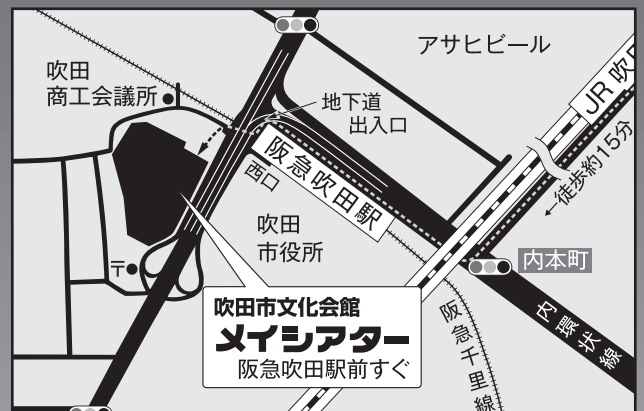 アサヒビール
吹田
商工会議所
地下道
出入口
JR吹
徒歩約15分
阪急吹田駅
西口
吹田
市役所
〒
内本町
吹田市文化会館
メイシアター
阪急吹田駅前すぐ
阪急千里線
内環状線